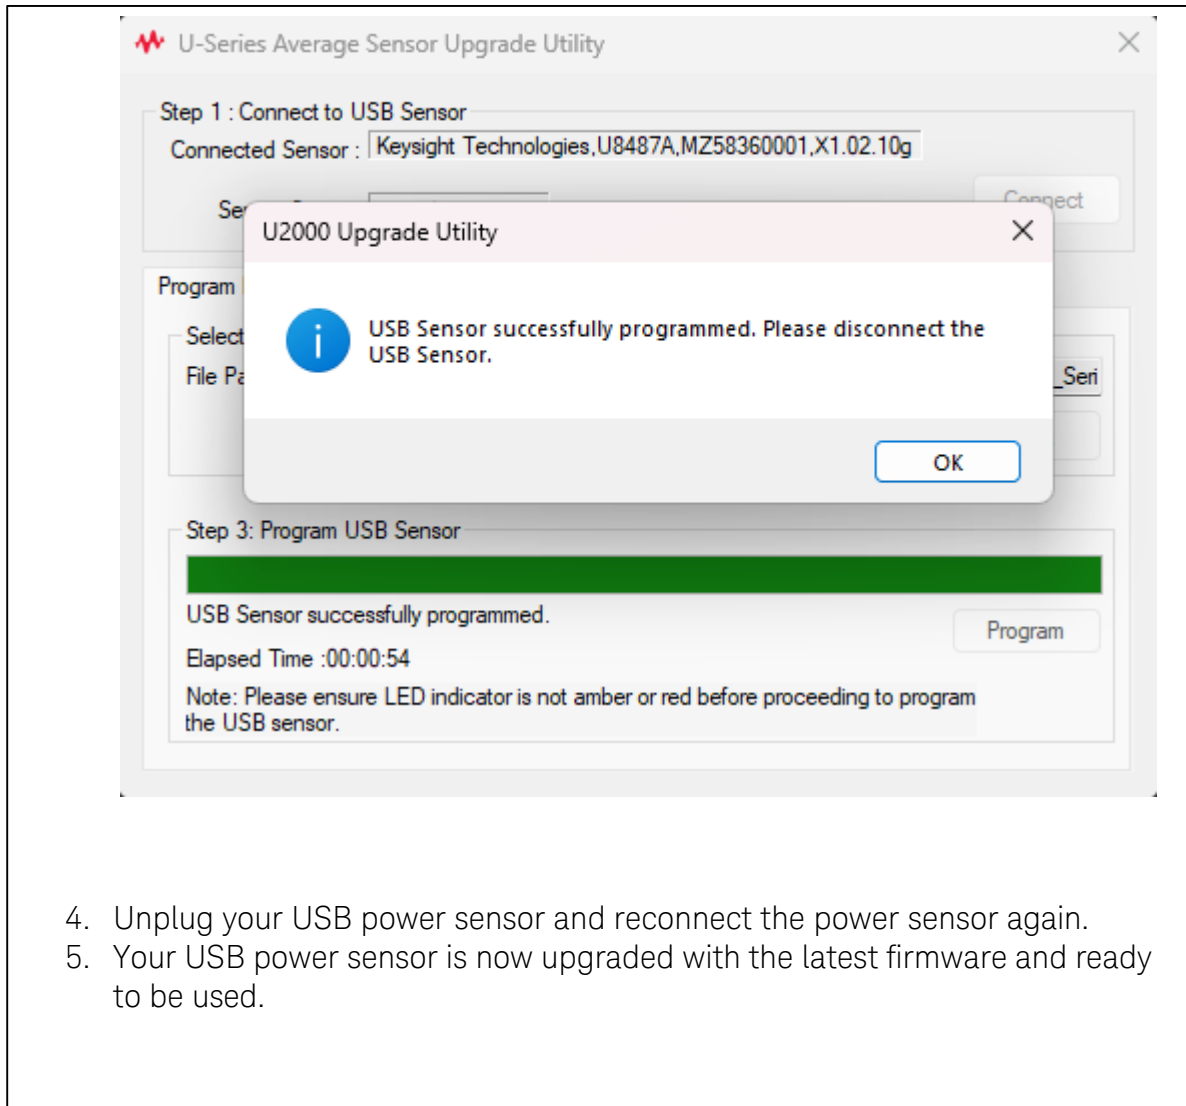 U-Series Average Sensor Upgrade Utility
Step 1 : Connect to USB Sensor
Connected Sensor : Keysight Technologies,U8487A,MZ58360001,X1.02.10g
Connect
U2000 Upgrade Utility
Program
USB Sensor successfully programmed. Please disconnect the
USB Sensor.
Select
_Seri
OK
Step 3: Program USB Sensor
USB Sensor successfully programmed.
Program
Elapsed Time :00:00:54
Note: Please ensure LED indicator is not amber or red before proceeding to program
the USB sensor.
4. Unplug your USB power sensor and reconnect the power sensor again.
5. Your USB power sensor is now upgraded with the latest firmware and ready
to be used.